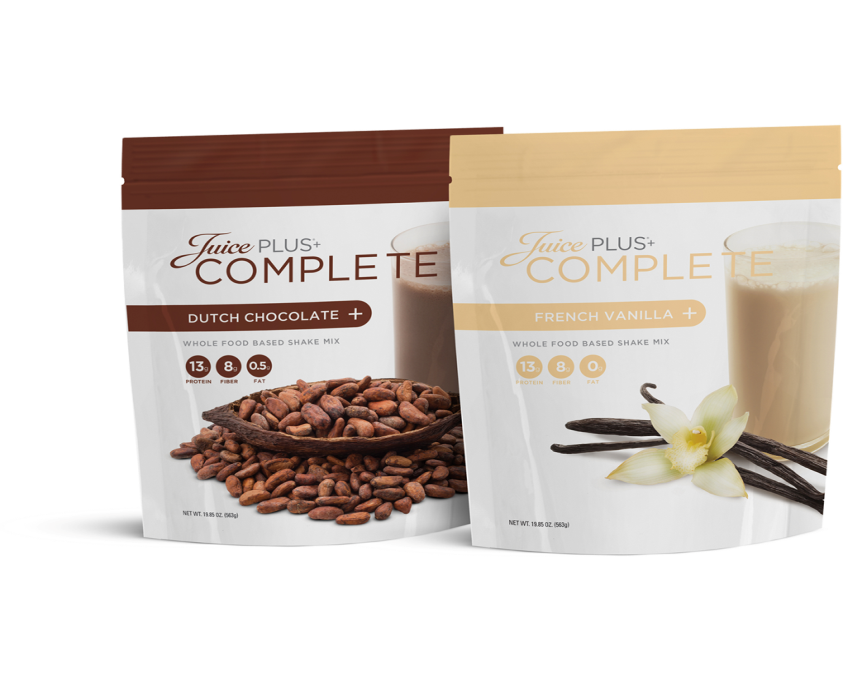 Juice PLUS+
COMPLETE
DUTCH CHOCOLATE +
WHOLE FOOD BASED SHAKE MIX
13g 8g 0.5g
PROTEIN FIBER FAT
NET WT. 19.85 OZ. (563g)
Juice PLUS+
COMPLETE
FRENCH VANILLA +
WHOLE FOOD BASED SHAKE MIX
13g 8g 0g
PROTEIN FIBER FAT
NET WT. 19.85 OZ. (563g)